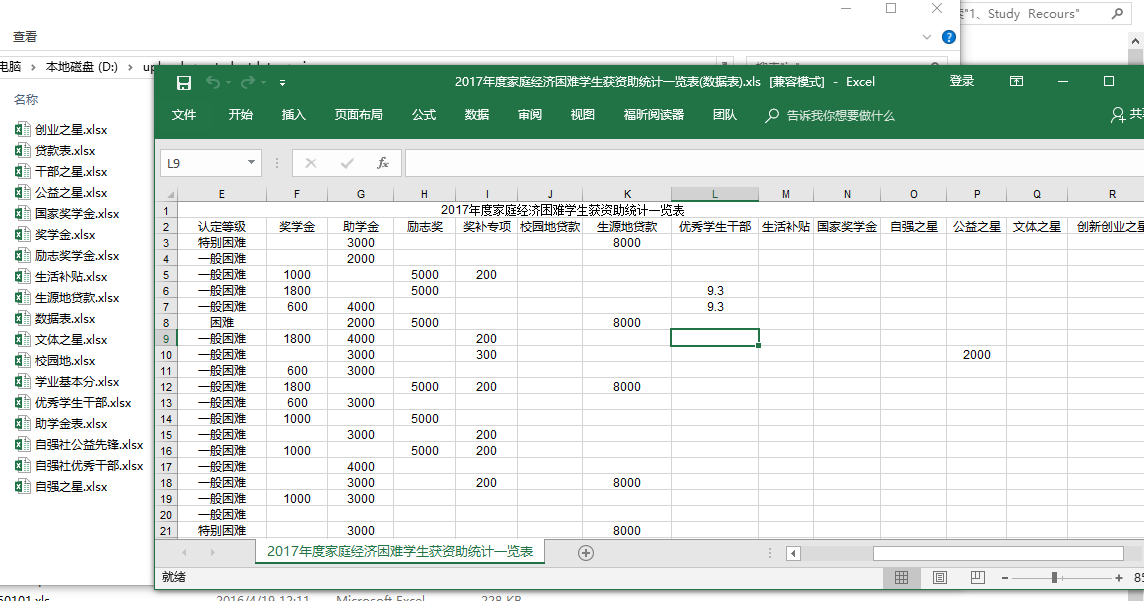 "1、Study Recours"
查看
电脑 › 本地磁盘 (D:) ›
名称
创业之星.xlsx
贷款表.xlsx
干部之星.xlsx
公益之星.xlsx
国家奖学金.xlsx
奖学金.xlsx
励志奖学金.xlsx
生活补贴.xlsx
生源地贷款.xlsx
数据表.xlsx
文体之星.xlsx
校园地.xlsx
学业基本分.xlsx
优秀学生干部.xlsx
助学金表.xlsx
自强社公益先锋.xlsx
自强社优秀干部.xlsx
自强之星.xlsx
2017年度家庭经济困难学生获资助统计一览表(数据表).xls [兼容模式] - Excel 登录
文件 开始 插入 页面布局 公式 数据 审阅 视图 福昕阅读器 团队 告诉我你想要做什么 共
L9 fx
E F G H I J K L M N O P Q R
1 2017年度家庭经济困难学生获资助统计一览表
2 认定等级 奖学金 助学金 励志奖 奖补专项 校园地贷款 生源地贷款 优秀学生干部 生活补贴 国家奖学金 自强之星 公益之星 文体之星 创新创业之星
3 特别困难 3000 8000
4 一般困难 2000
5 一般困难 1000 5000 200
6 一般困难 1800 5000 9.3
7 一般困难 600 4000 9.3
8 困难 2000 5000 8000
9 一般困难 1800 4000 200
10 一般困难 3000 300 2000
11 一般困难 600 3000
12 一般困难 1800 5000 200 8000
13 一般困难 600 3000
14 一般困难 1000 5000
15 一般困难 3000 200
16 一般困难 1000 5000 200
17 一般困难 4000
18 一般困难 3000 200 8000
19 一般困难 1000 3000
20 一般困难
21 特别困难 3000 8000
2017年度家庭经济困难学生获资助统计一览表
就绪
50101.xls 2016/4/19 12:11 Microsoft Excel 228 KB